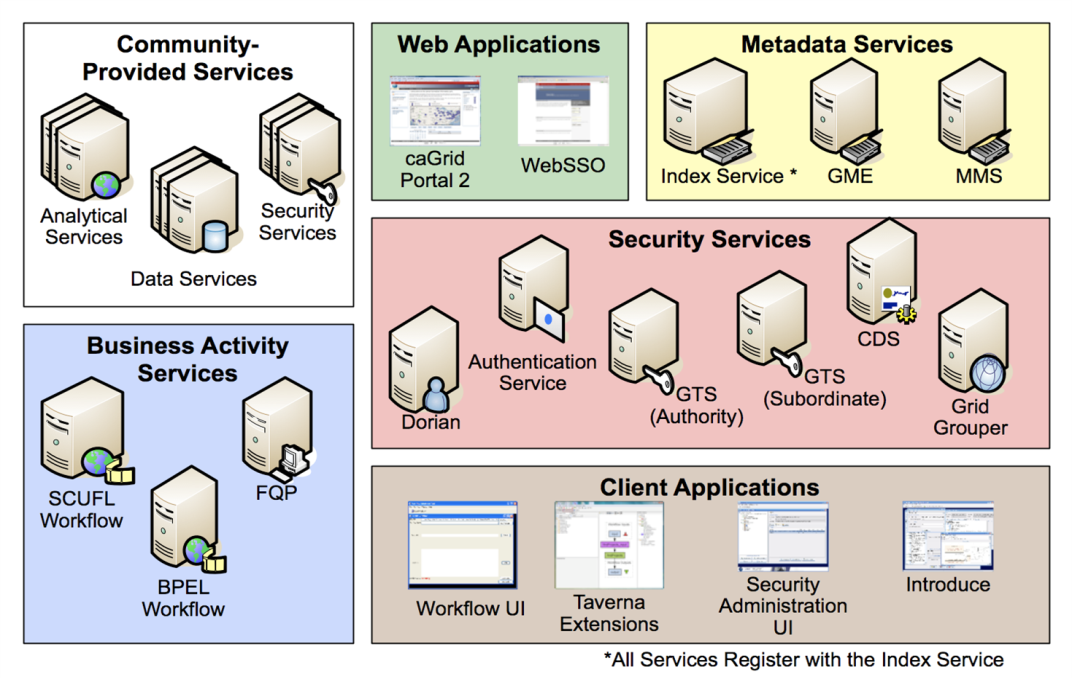 Community-
Provided Services
Analytical
Services
Data Services
Security
Services
Web Applications
caGrid
Portal 2
WebSSO
Metadata Services
Index Service *
GME
MMS
Security Services
Dorian
Authentication
Service
GTS
(Authority)
GTS
(Subordinate)
CDS
Grid
Grouper
Business Activity
Services
SCUFL
Workflow
BPEL
Workflow
FQP
Client Applications
Workflow UI
Taverna
Extensions
Security
Administration
UI
Introduce
*All Services Register with the Index Service